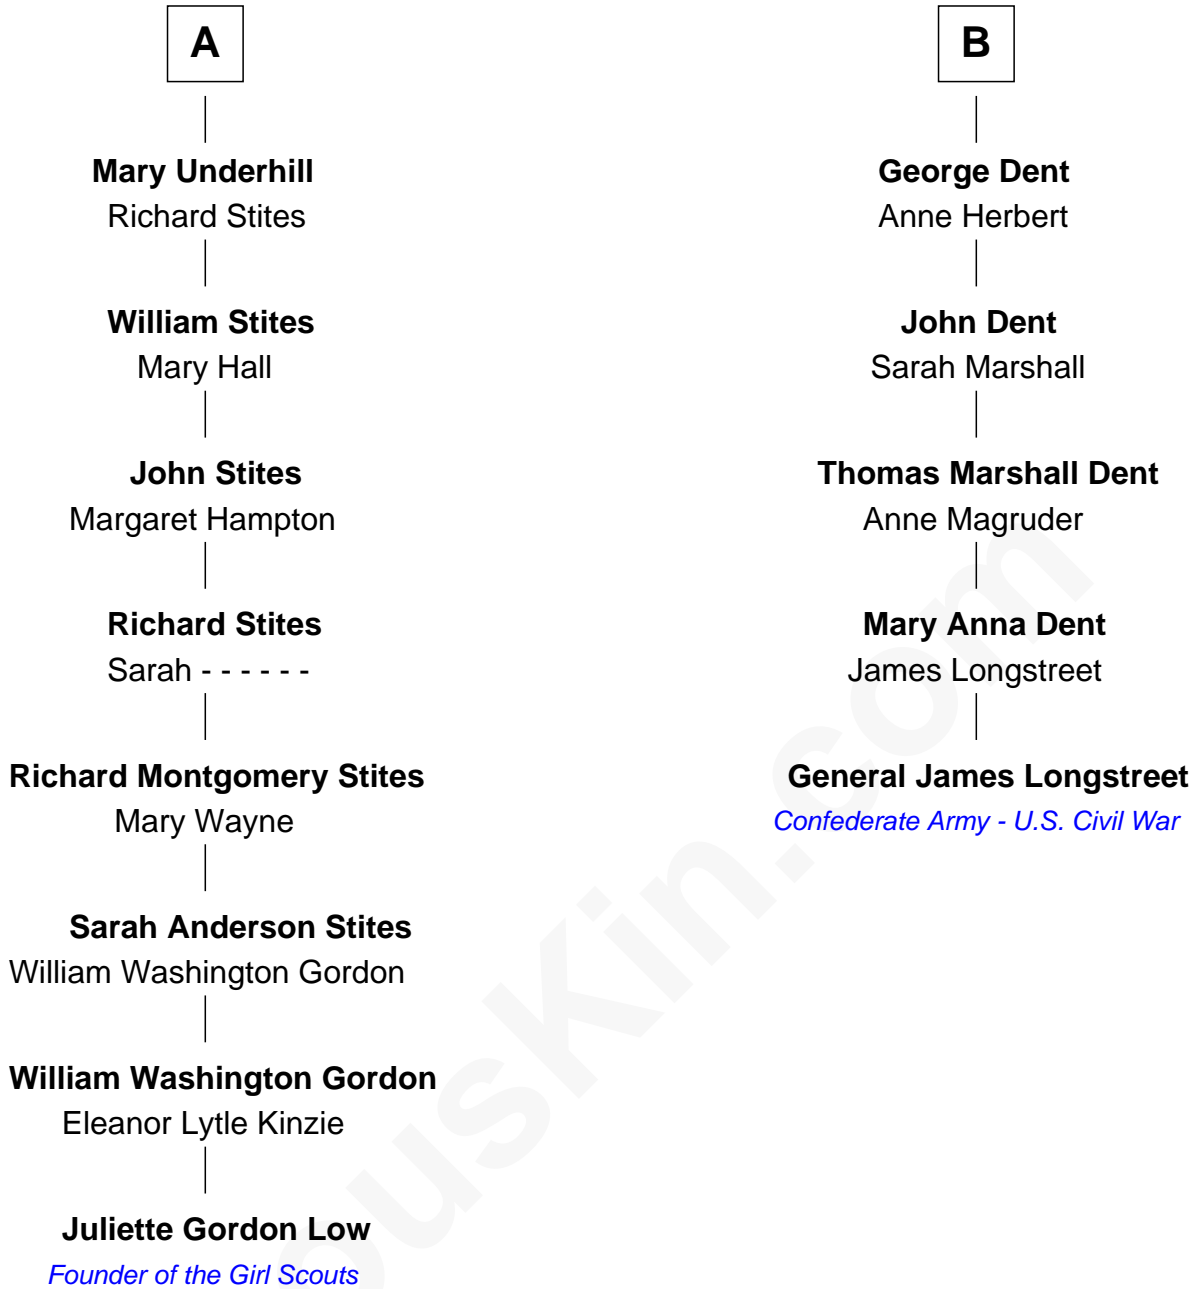 A
Mary Underhill
Richard Stites
William Stites
Mary Hall
John Stites
Margaret Hampton
Richard Stites
Sarah - - - - - -
Richard Montgomery Stites
Mary Wayne
Sarah Anderson Stites
William Washington Gordon
William Washington Gordon
Eleanor Lytle Kinzie
Juliette Gordon Low
Founder of the Girl Scouts
B
George Dent
Anne Herbert
John Dent
Sarah Marshall
Thomas Marshall Dent
Anne Magruder
Mary Anna Dent
James Longstreet
General James Longstreet
Confederate Army - U.S. Civil War
ousKin.com